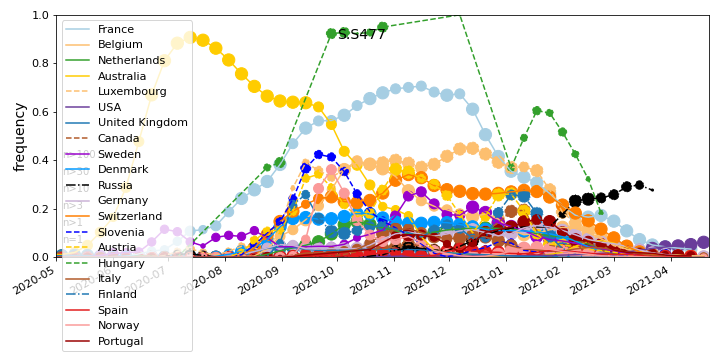 1.0
S:S477
0.8
0.6
0.4
0.2
0.0
frequency
France
Belgium
Netherlands
Australia
Luxembourg
USA
United Kingdom
Canada
Sweden
Denmark
Russia
Germany
Switzerland
Slovenia
Austria
Hungary
Italy
Finland
Spain
Norway
Portugal
n>3
n>1
n=1
2020-05
2020-06
2020-07
2020-08
2020-09
2020-10
2020-11
2020-12
2021-01
2021-02
2021-03
2021-04